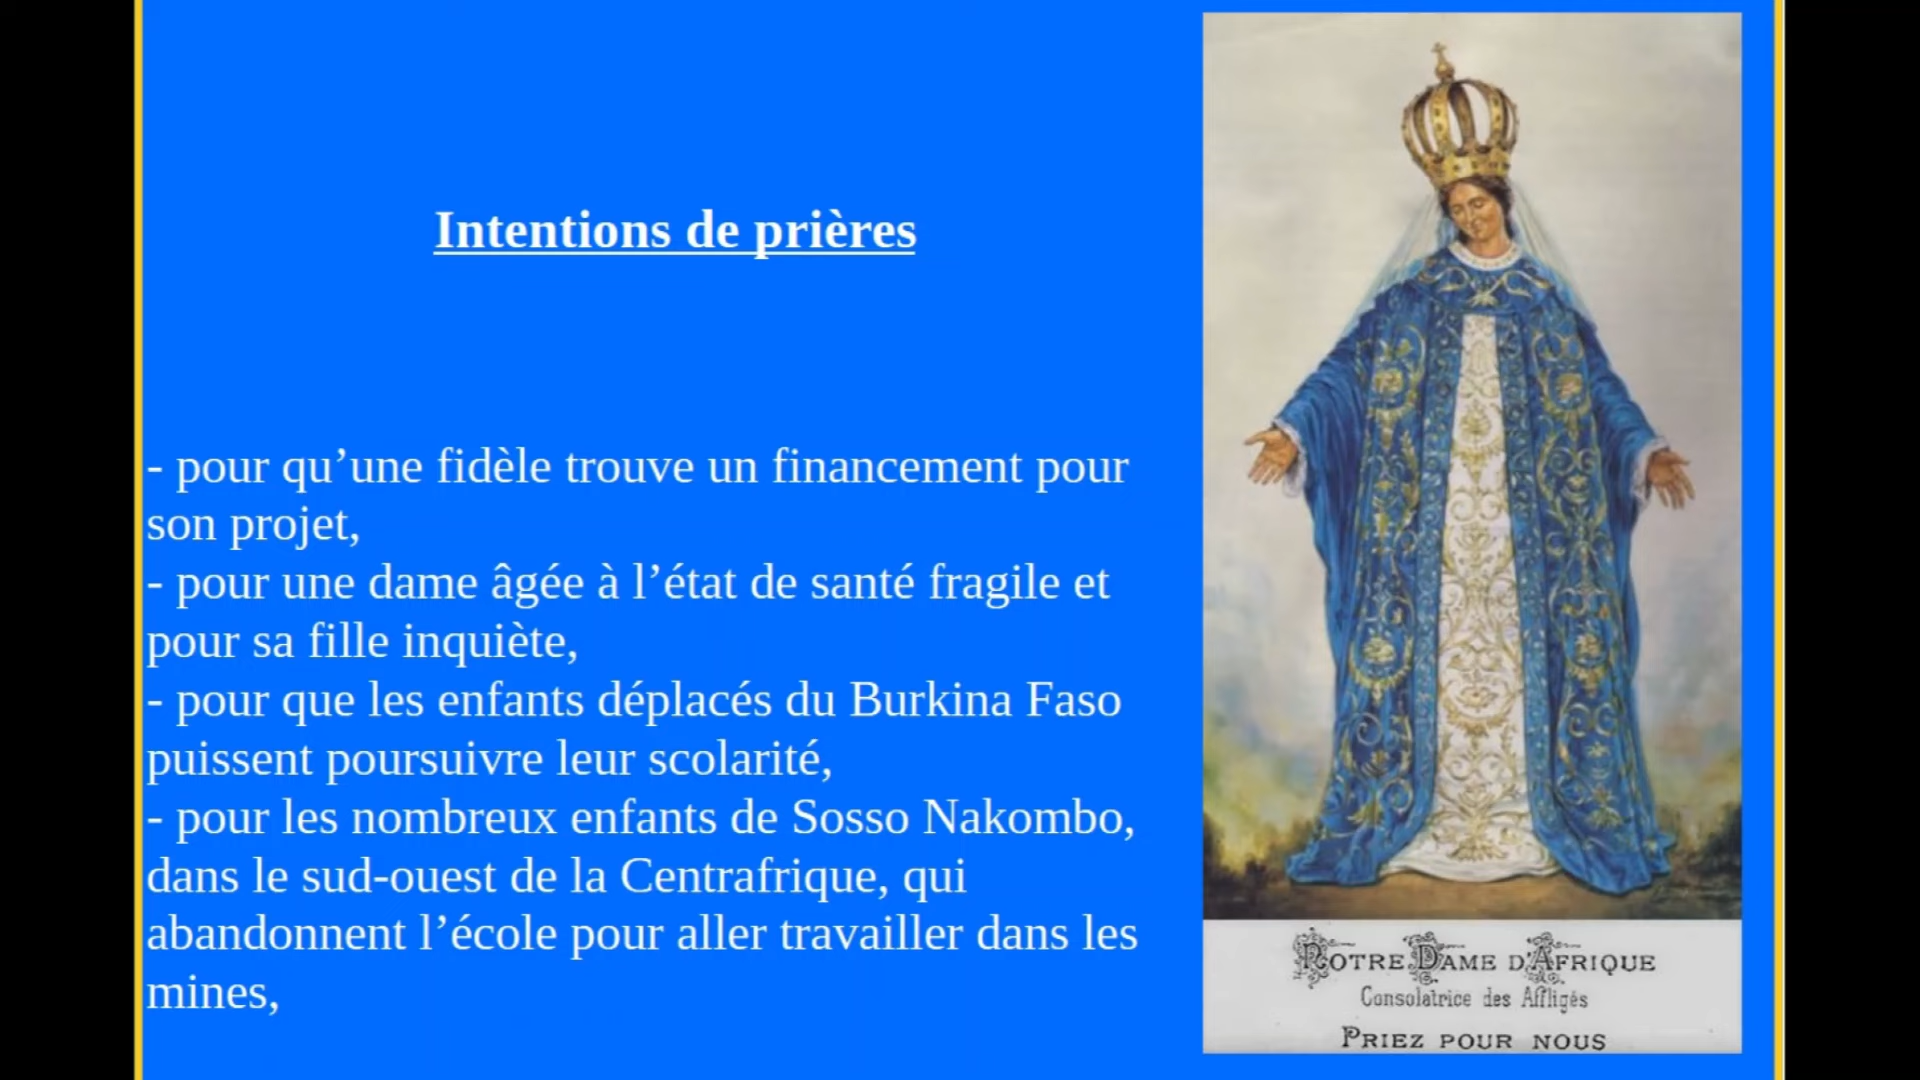 Intentions de prières
- pour qu’une fidèle trouve un financement pour
son projet,
- pour une dame âgée à l’état de santé fragile et
pour sa fille inquiète,
- pour que les enfants déplacés du Burkina Faso
puissent poursuivre leur scolarité,
- pour les nombreux enfants de Sosso Nakombo,
dans le sud-ouest de la Centrafrique, qui
abandonnent l’école pour aller travailler dans les
mines,
Notre Dame d'Afrique
Consolatrice des Affligés
Priez pour nous